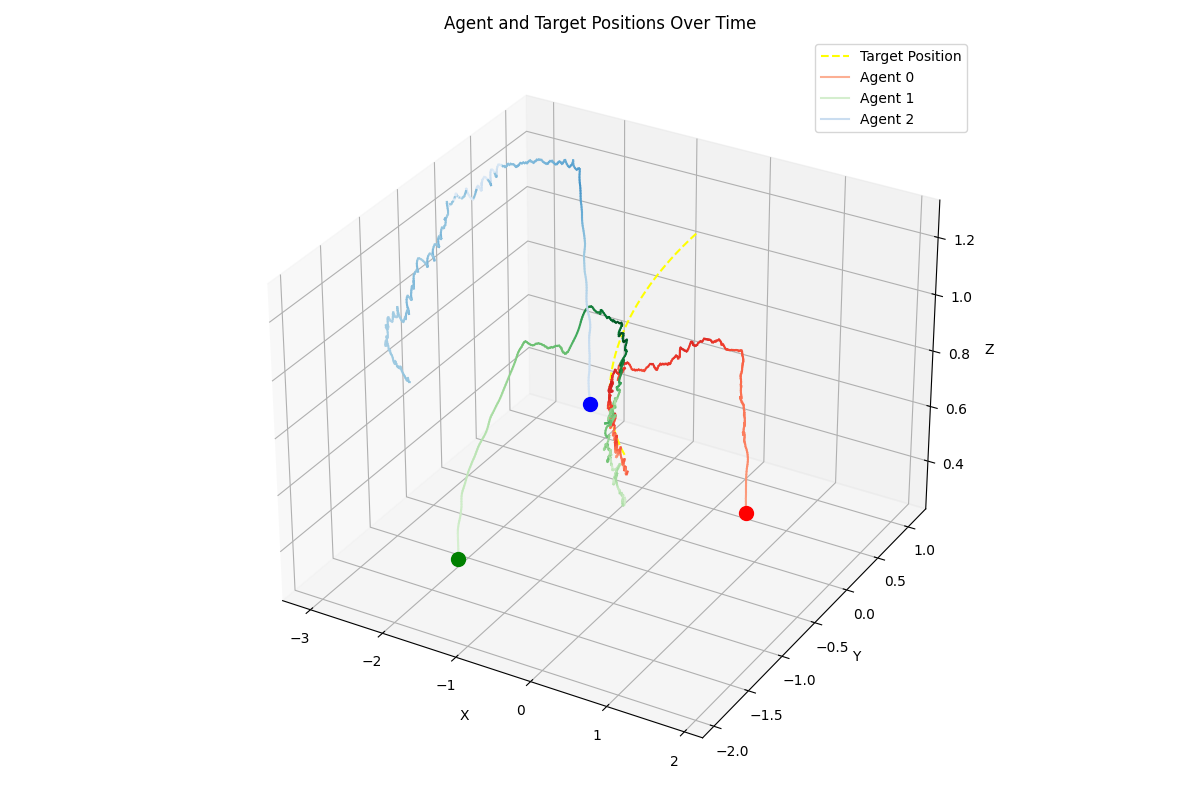 Agent and Target Positions Over Time
Target Position
Agent 0
Agent 1
Agent 2
1.2
1.0
Z
0.8
0.6
0.4
1.0
0.5
0.0
−0.5
Y
−1.0
−1.5
−2.0
−3
−2
−1
X
0
1
2